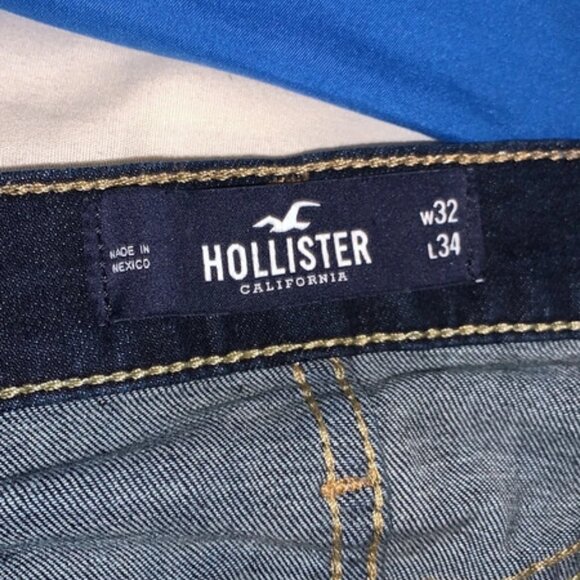 MADE IN
MEXICO
HOLLISTER
CALIFORNIA
W32
L34